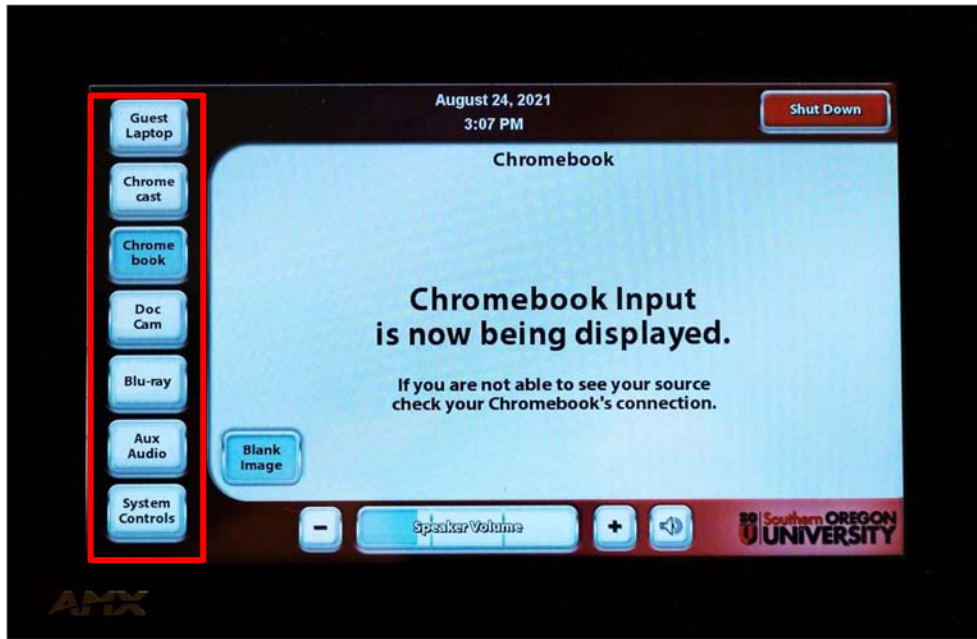 August 24, 2021
3:07 PM
Shut Down
Guest
Laptop
Chrome
cast
Chrome
book
Doc
Cam
Blu-ray
Aux
Audio
System
Controls
Chromebook
Chromebook Input
is now being displayed.
If you are not able to see your source
check your Chromebook's connection.
Blank
Image
-
Speaker Volume
+
SO Southern OREGON
U UNIVERSITY
AMX